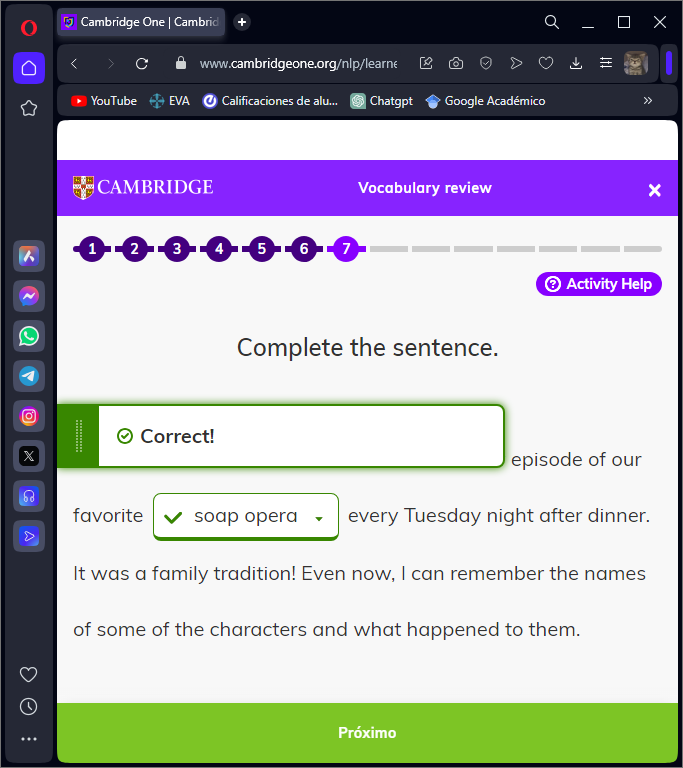 Cambridge One | Cambrid
www.cambridgeone.org/nlp/learne
YouTube EVA Calificaciones de alu... Chatgpt Google Académico
CAMBRIDGE Vocabulary review
1 2 3 4 5 6 7
Activity Help
Complete the sentence.
Correct!
episode of our
favorite soap opera every Tuesday night after dinner.
It was a family tradition! Even now, I can remember the names
of some of the characters and what happened to them.
Próximo